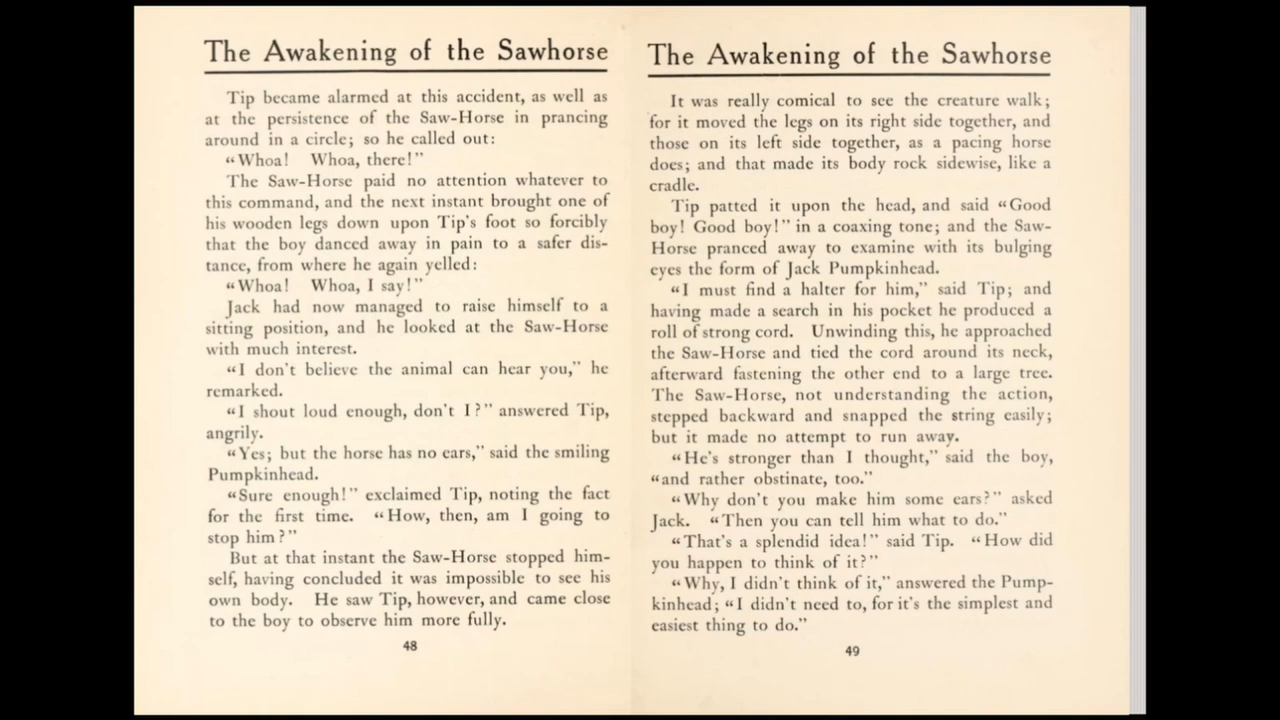 The Awakening of the Sawhorse
Tip became alarmed at this accident, as well as
at the persistence of the Saw-Horse in prancing
around in a circle; so he called out:
“Whoa! Whoa, there!”
The Saw-Horse paid no attention whatever to
this command, and the next instant brought one of
his wooden legs down upon Tip's foot so forcibly
that the boy danced away in pain to a safer dis-
tance, from where he again yelled:
“Whoa! Whoa, I say!”
Jack had now managed to raise himself to a
sitting position, and he looked at the Saw-Horse
with much interest.
“I don't believe the animal can hear you,” he
remarked.
“I shout loud enough, don't I?” answered Tip,
angrily.
“Yes; but the horse has no ears,” said the smiling
Pumpkinhead.
“Sure enough!” exclaimed Tip, noting the fact
for the first time. “How, then, am I going to
stop him?”
But at that instant the Saw-Horse stopped him-
self, having concluded it was impossible to see his
own body. He saw Tip, however, and came close
to the boy to observe him more fully.
48
The Awakening of the Sawhorse
It was really comical to see the creature walk;
for it moved the legs on its right side together, and
those on its left side together, as a pacing horse
does; and that made its body rock sidewise, like a
cradle.
Tip patted it upon the head, and said “Good
boy! Good boy!” in a coaxing tone; and the Saw-
Horse pranced away to examine with its bulging
eyes the form of Jack Pumpkinhead.
“I must find a halter for him,” said Tip; and
having made a search in his pocket he produced a
roll of strong cord. Unwinding this, he approached
the Saw-Horse and tied the cord around its neck,
afterward fastening the other end to a large tree.
The Saw-Horse, not understanding the action,
stepped backward and snapped the string easily;
but it made no attempt to run away.
“He's stronger than I thought,” said the boy,
“and rather obstinate, too.”
“Why don't you make him some ears?” asked
Jack. “Then you can tell him what to do.”
“That's a splendid idea!” said Tip. “How did
you happen to think of it?”
“Why, I didn't think of it,” answered the Pump-
kinhead; “I didn't need to, for it's the simplest and
easiest thing to do.”
49